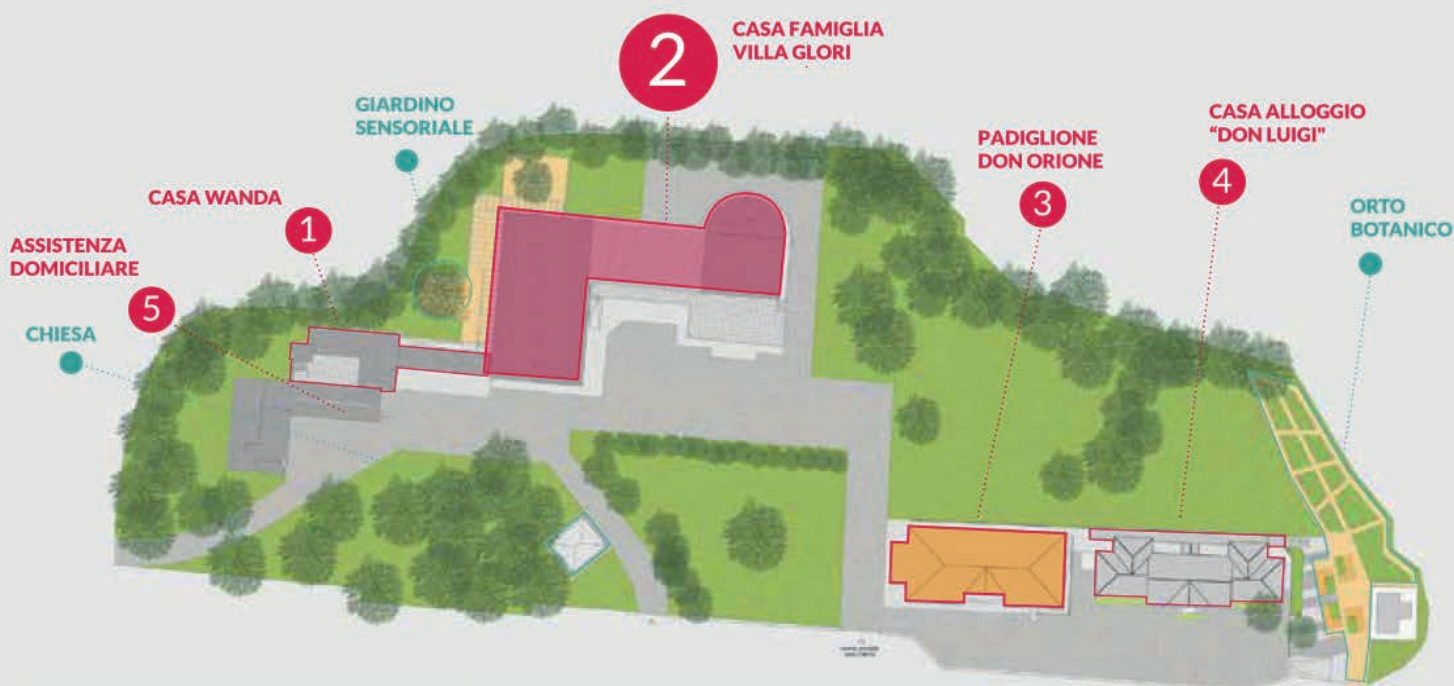 2
CASA FAMIGLIA
VILLA GLORI
GIARDINO
SENSORIALE
CASA ALLOGGIO
“DON LUIGI"
4
PADIGLIONE
DON ORIONE
3
CASA WANDA
1
ORTO
BOTANICO
ASSISTENZA
DOMICILIARE
5
CHIESA